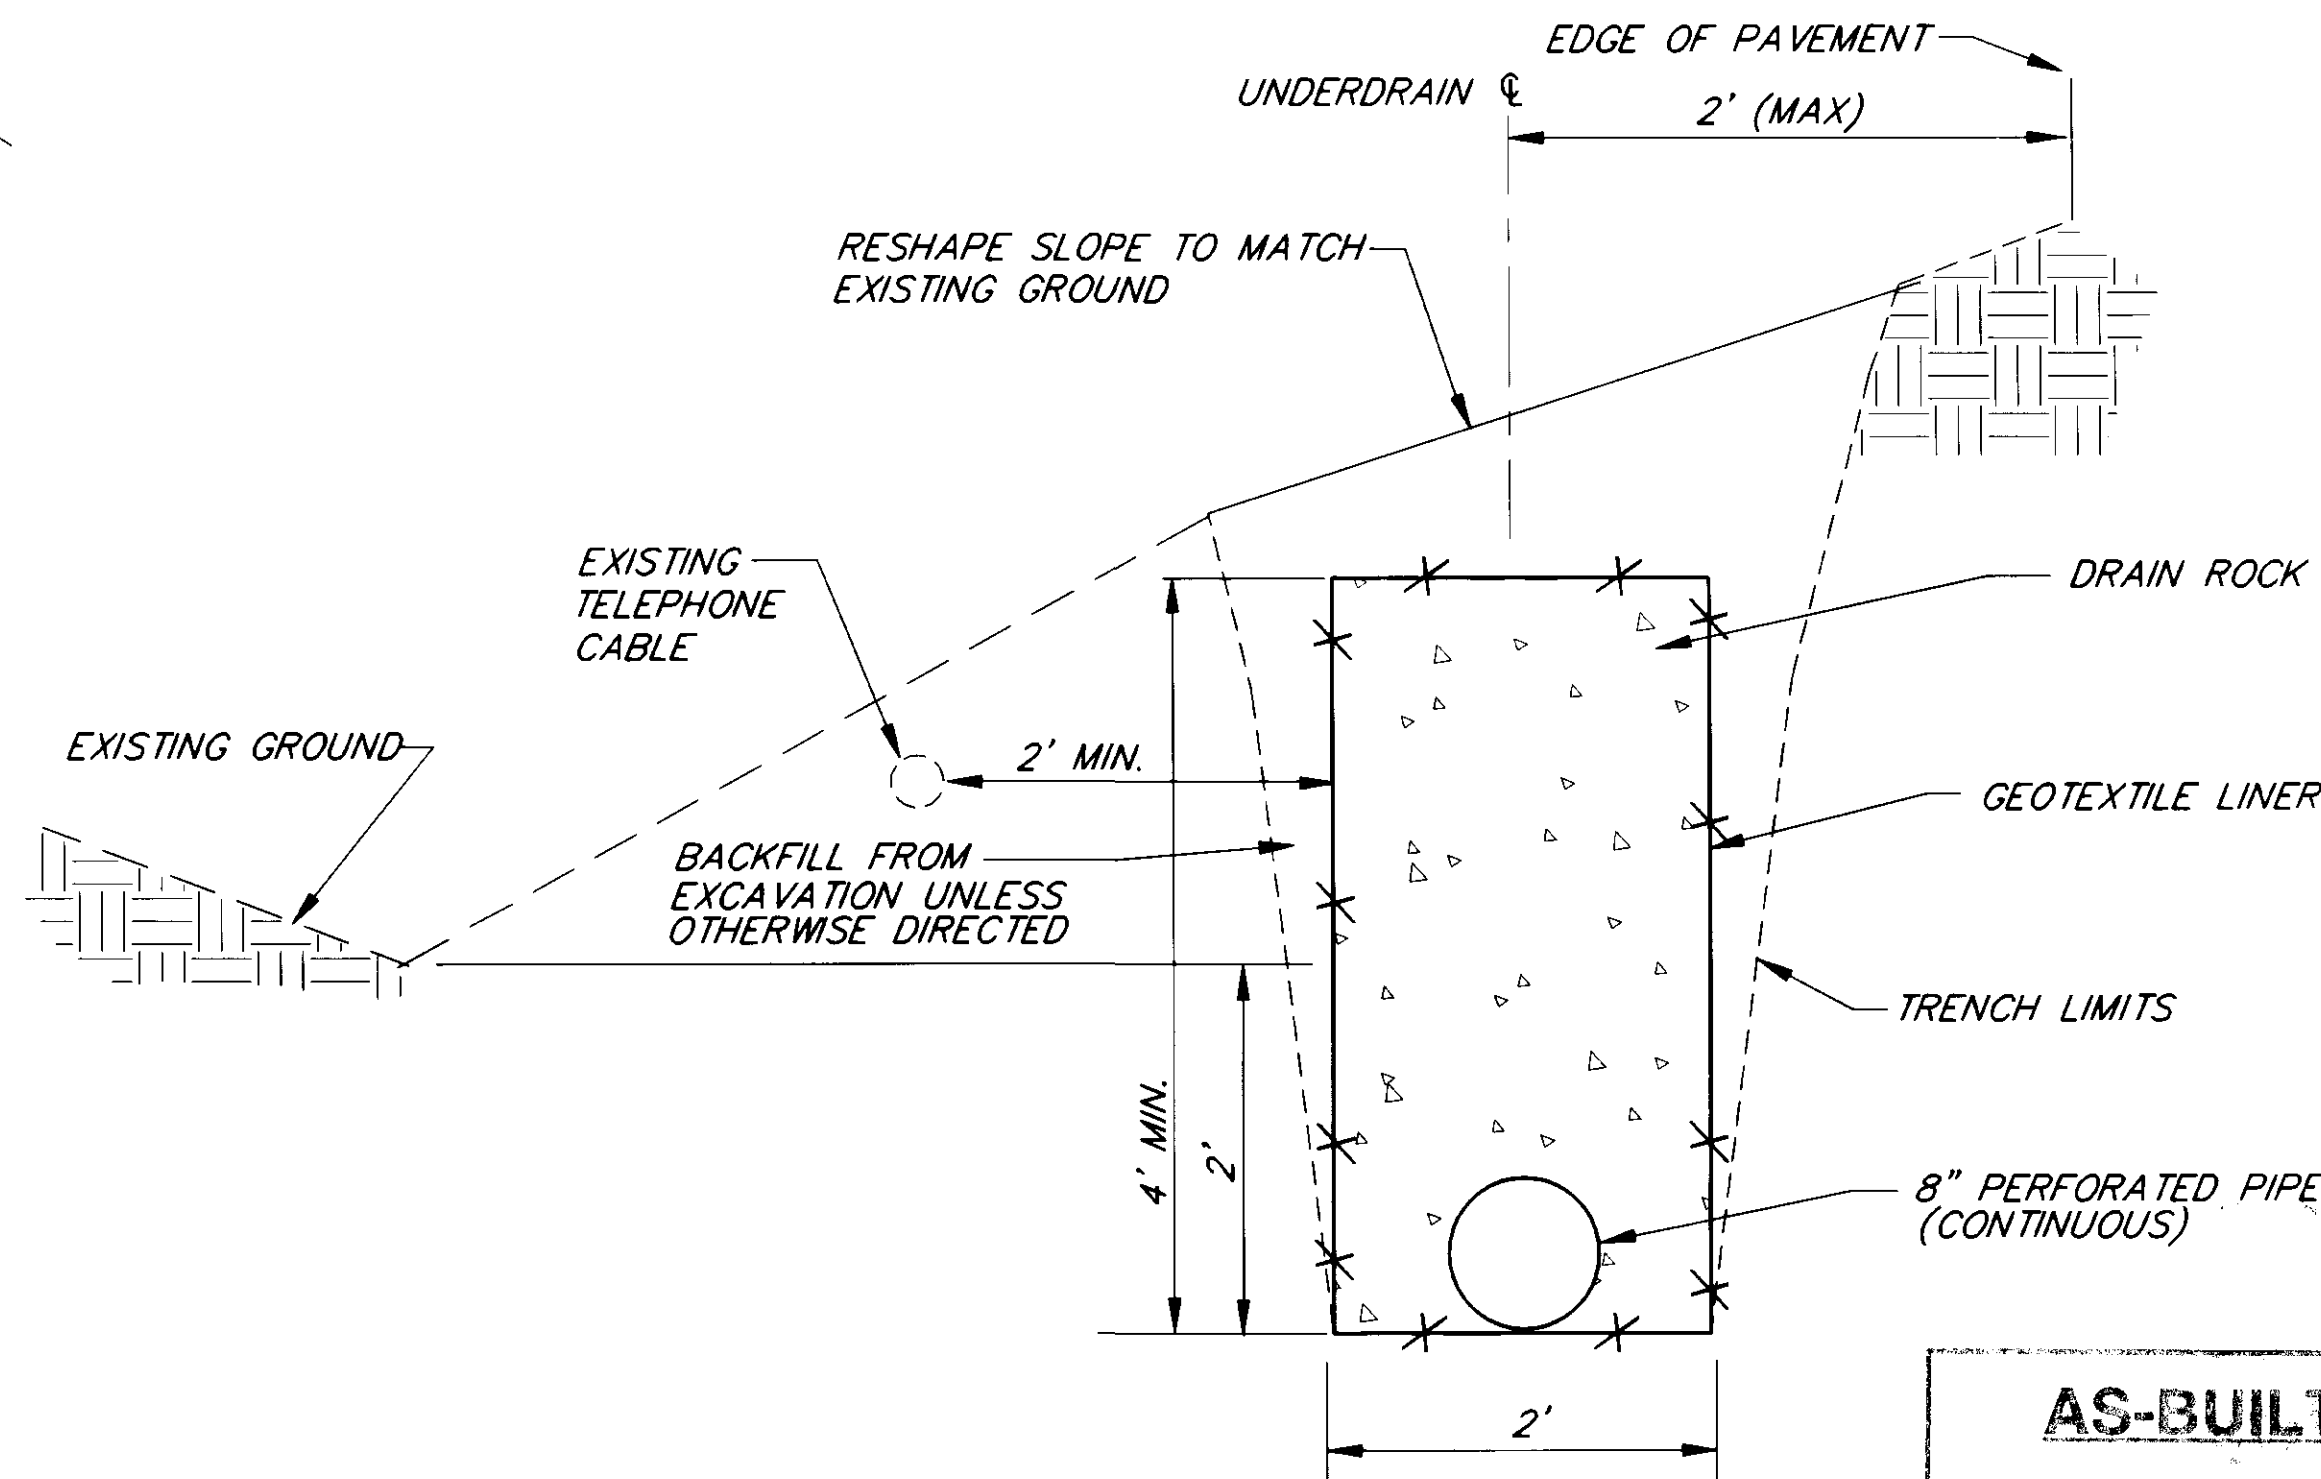 EDGE OF PAVEMENT
UNDERDRAIN ℄
2' (MAX)
RESHAPE SLOPE TO MATCH
EXISTING GROUND
EXISTING
TELEPHONE
CABLE
DRAIN ROCK
EXISTING GROUND
2' MIN.
GEOTEXTILE LINER
BACKFILL FROM
EXCAVATION UNLESS
OTHERWISE DIRECTED
TRENCH LIMITS
4' MIN.
2'
8" PERFORATED PIPE
(CONTINUOUS)
2'
AS-BUILT